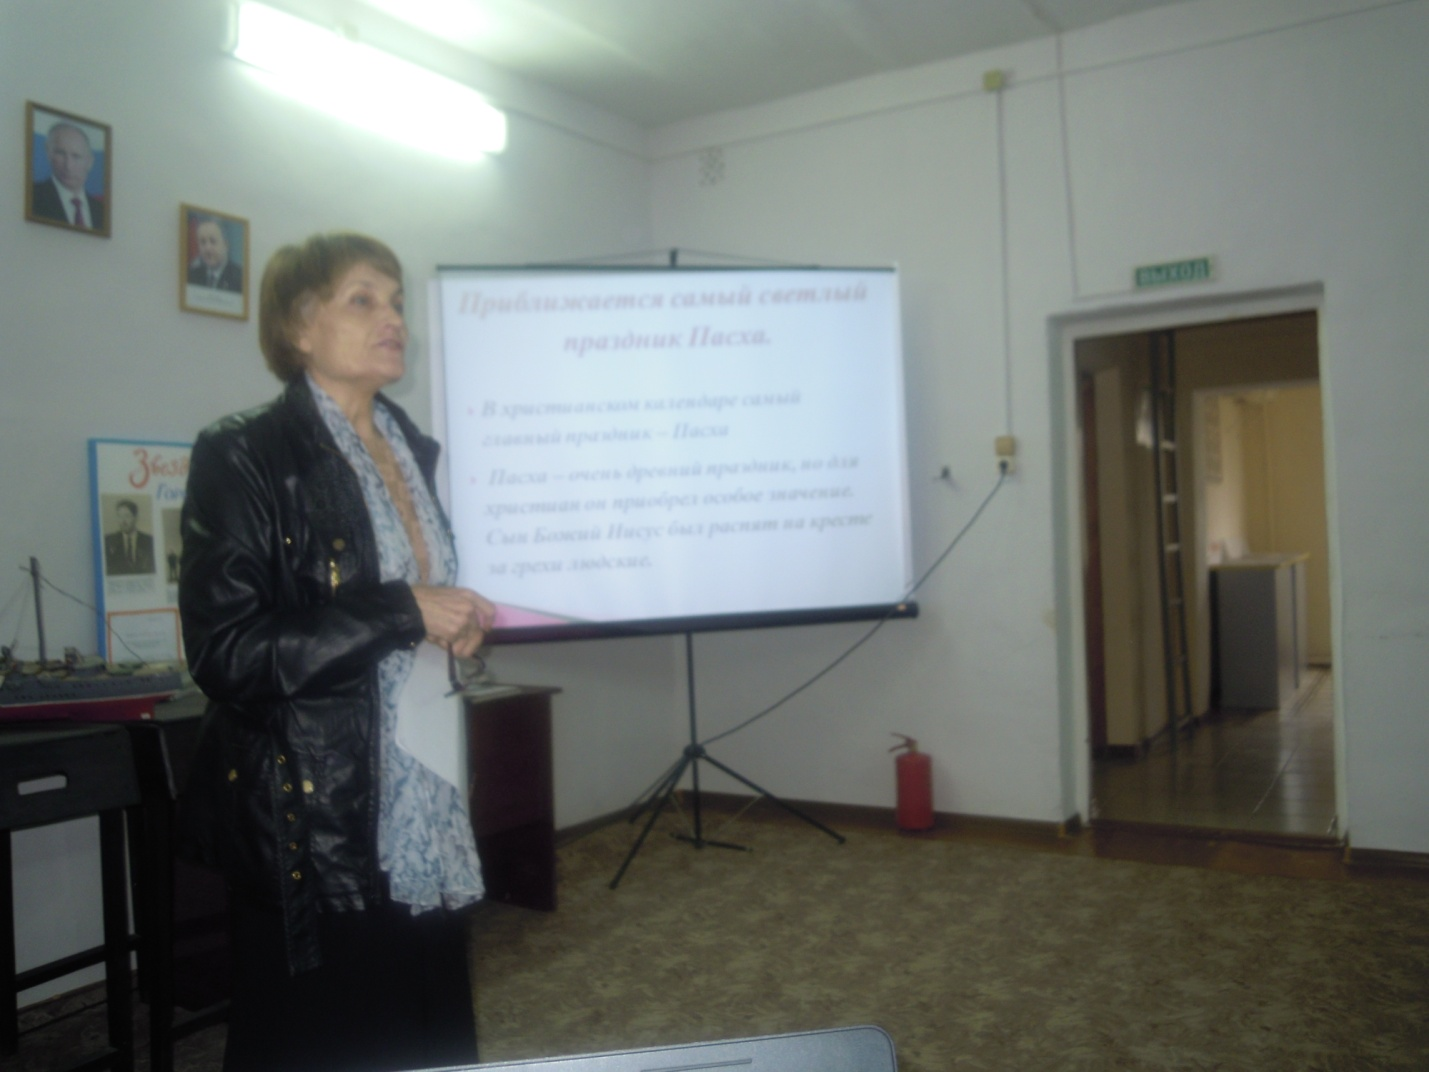 Приближается самый светлый
праздник Пасха.
В христианском календаре самый
главный праздник – Пасха
Пасха – очень древний праздник, но для
христиан он приобрел особое значение.
Сын Божий Иисус был распят на кресте
за грехи людские.
ВЫХОД